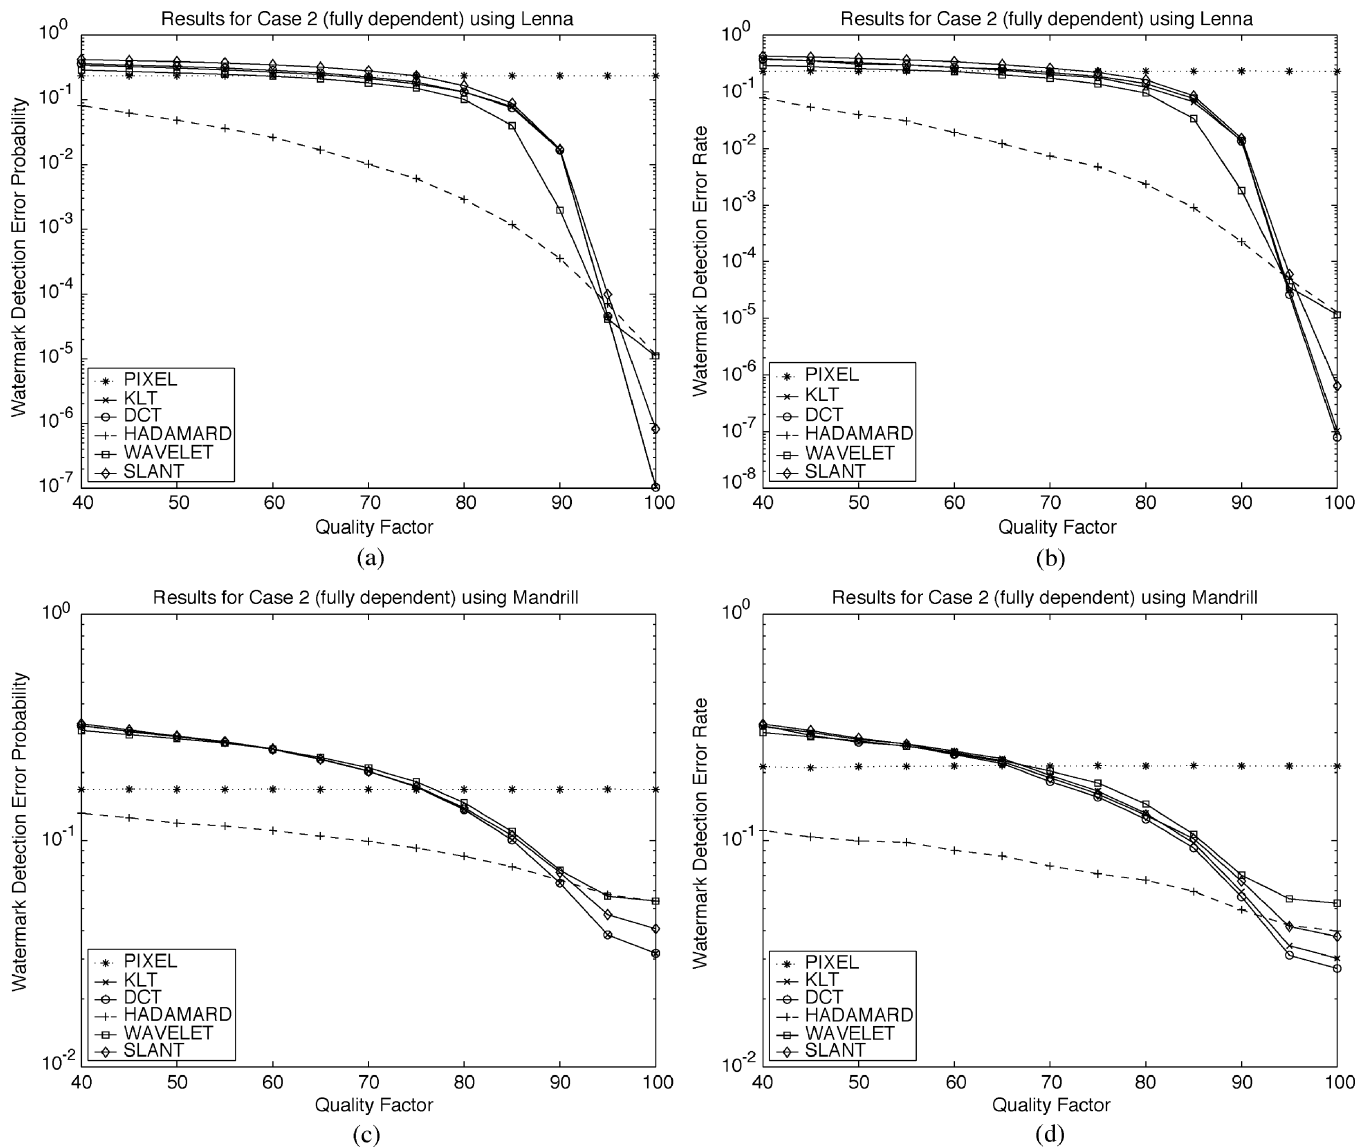 Results for Case 2 (fully dependent) using Lenna
Watermark Detection Error Probability
10^0
10^-1
10^-2
10^-3
10^-4
10^-5
10^-6
10^-7
PIXEL
KLT
DCT
HADAMARD
WAVELET
SLANT
40 50 60 70 80 90 100
Quality Factor
(a)
Results for Case 2 (fully dependent) using Lenna
Watermark Detection Error Rate
10^0
10^-1
10^-2
10^-3
10^-4
10^-5
10^-6
10^-7
10^-8
PIXEL
KLT
DCT
HADAMARD
WAVELET
SLANT
40 50 60 70 80 90 100
Quality Factor
(b)
Results for Case 2 (fully dependent) using Mandrill
Watermark Detection Error Probability
10^0
10^-1
10^-2
PIXEL
KLT
DCT
HADAMARD
WAVELET
SLANT
40 50 60 70 80 90 100
Quality Factor
(c)
Results for Case 2 (fully dependent) using Mandrill
Watermark Detection Error Rate
10^0
10^-1
10^-2
PIXEL
KLT
DCT
HADAMARD
WAVELET
SLANT
40 50 60 70 80 90 100
Quality Factor
(d)